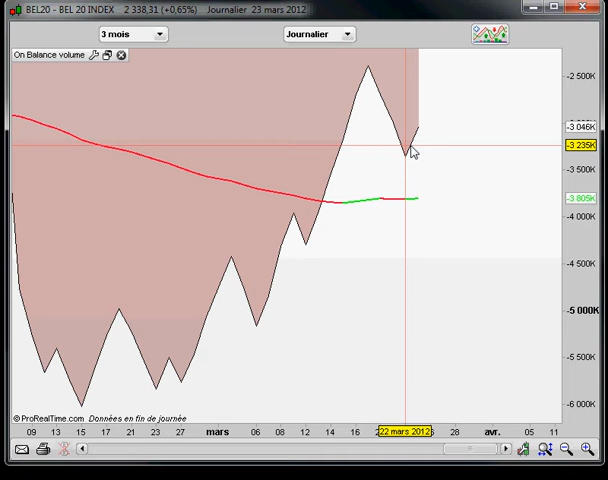 BEL20 - BEL 20 INDEX 2 338,31 (+0,65%) Journalier 23 mars 2012
3 mois Journalier
On Balance volume
-2 500K
-3 046K
-3 235K
-3 500K
-3 805K
-4 000K
-4 500K
-5 000K
-5 500K
-6 000K
© ProRealTime.com Données en fin de journée
09 13 15 17 21 23 27 mars 06 08 12 14 16 22 mars 2012 28 avr. 05 11